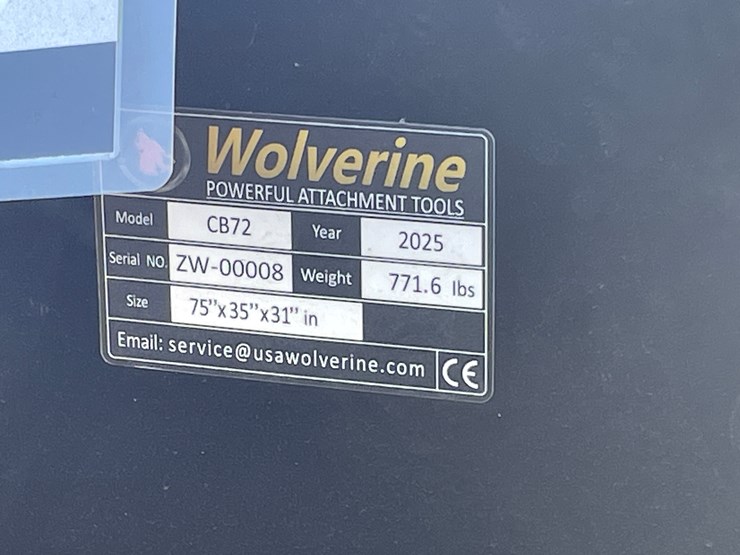 Wolverine
POWERFUL ATTACHMENT TOOLS
Model CB72 Year 2025
Serial NO. ZW-00008 Weight 771.6 lbs
Size 75”x35”x31” in
Email: service@usawolverine.com CE